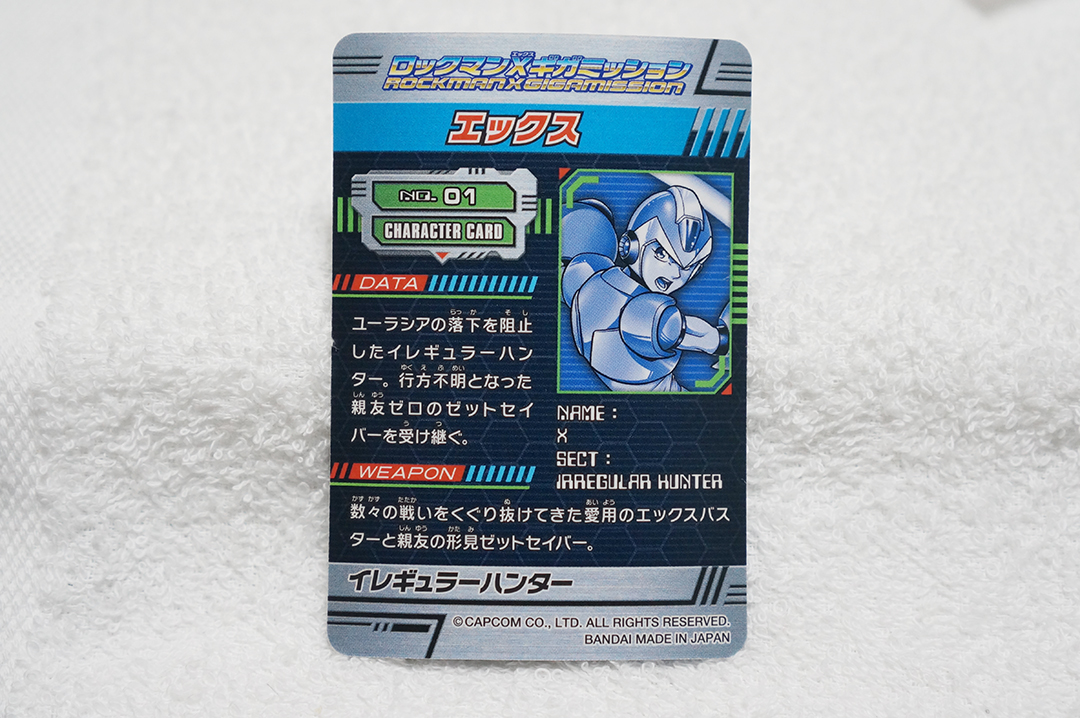 ロックマンXギガミッション
ROCKMAN X GIGAMISSION
エックス
NO. 01
CHARACTER CARD
DATA
ユーラシアの落下を阻止
したイレギュラーハン
ター。行方不明となった
親友ゼロのゼットセイ
バーを受け継ぐ。
NAME :
X
SECT :
IRREGULAR HUNTER
WEAPON
数々の戦いをくぐり抜けてきた愛用のエックスバス
ターと親友の形見ゼットセイバー。
イレギュラーハンター
©CAPCOM CO., LTD. ALL RIGHTS RESERVED.
BANDAI MADE IN JAPAN